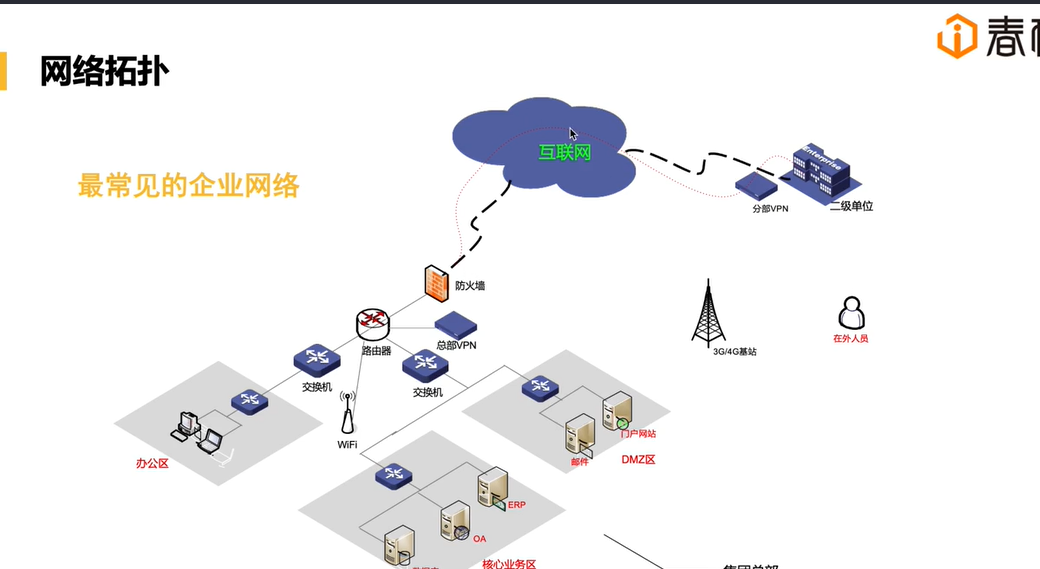 春
网络拓扑
最常见的企业网络
互联网
Enterprise
分部VPN
二级单位
防火墙
路由器
总部VPN
交换机
交换机
WiFi
3G/4G基站
在外人员
办公区
门户网站
邮件
DMZ区
ERP
OA
核心业务区
集团总部